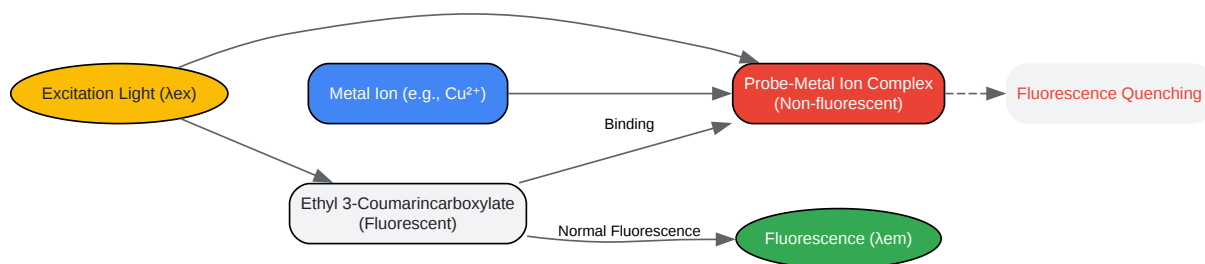 Excitation Light (λex)
Metal Ion (e.g., Cu²⁺)
Probe-Metal Ion Complex
(Non-fluorescent)
Fluorescence Quenching
Binding
Ethyl 3-Coumarincarboxylate
(Fluorescent)
Normal Fluorescence
Fluorescence (λem)